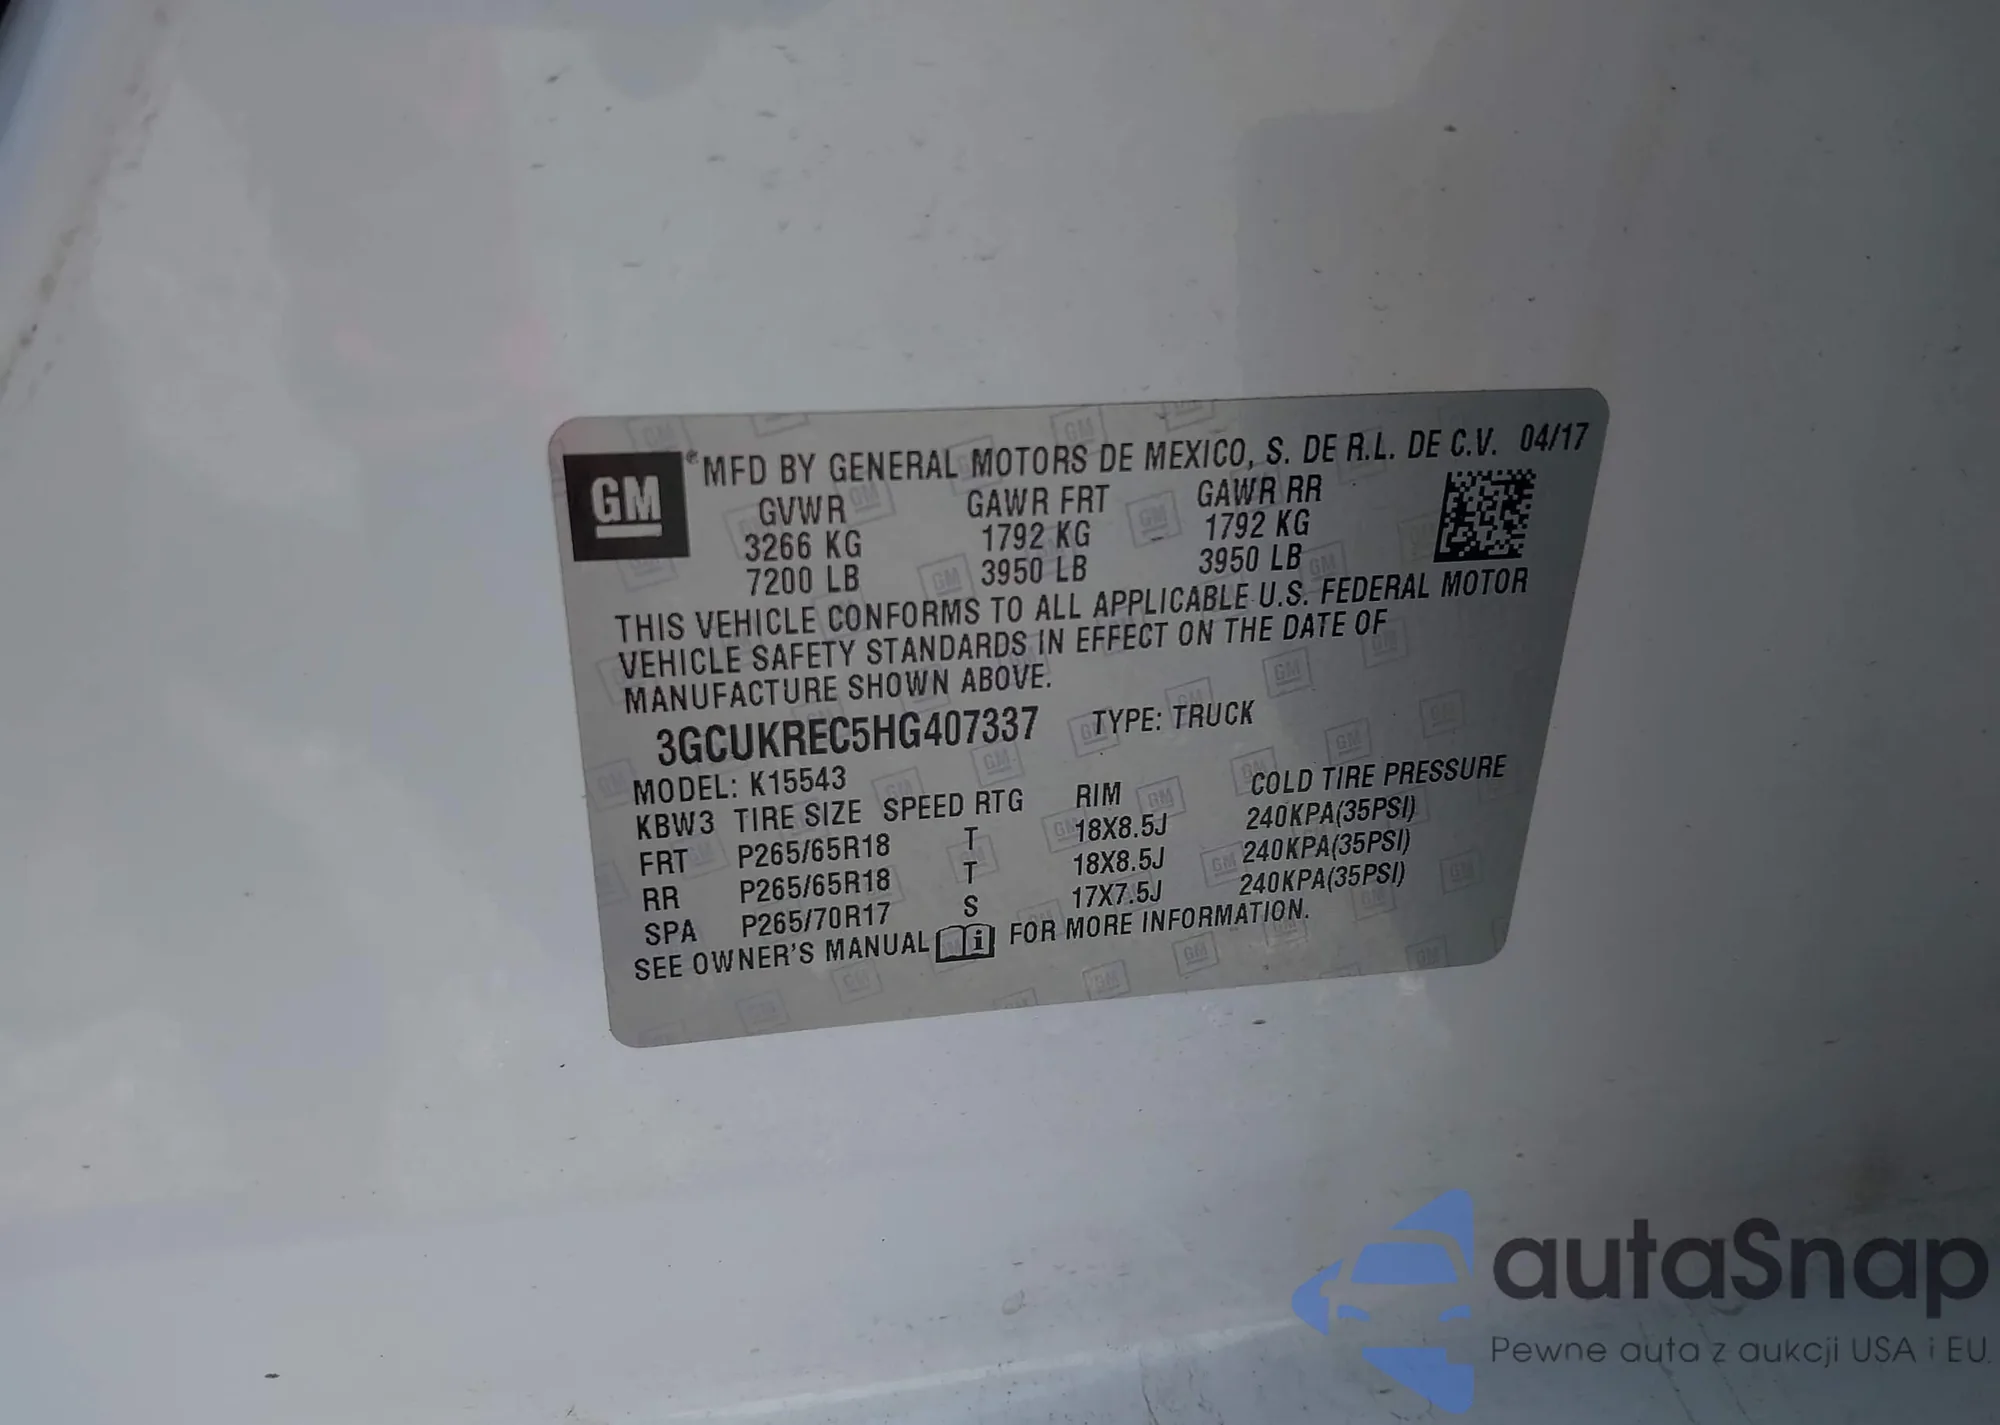 GM ® MFD BY GENERAL MOTORS DE MEXICO, S. DE R.L. DE C.V. 04/17
GVWR GAWR FRT GAWR RR
3266 KG 1792 KG 1792 KG
7200 LB 3950 LB 3950 LB
THIS VEHICLE CONFORMS TO ALL APPLICABLE U.S. FEDERAL MOTOR
VEHICLE SAFETY STANDARDS IN EFFECT ON THE DATE OF
MANUFACTURE SHOWN ABOVE.
3GCUKREC5HG407337 TYPE: TRUCK
MODEL: K15543
KBW3 TIRE SIZE SPEED RTG RIM COLD TIRE PRESSURE
FRT P265/65R18 T 18X8.5J 240KPA(35PSI)
RR P265/65R18 T 18X8.5J 240KPA(35PSI)
SPA P265/70R17 S 17X7.5J 240KPA(35PSI)
SEE OWNER'S MANUAL i FOR MORE INFORMATION.
autaSnap
Pewne auta z aukcji USA i EU